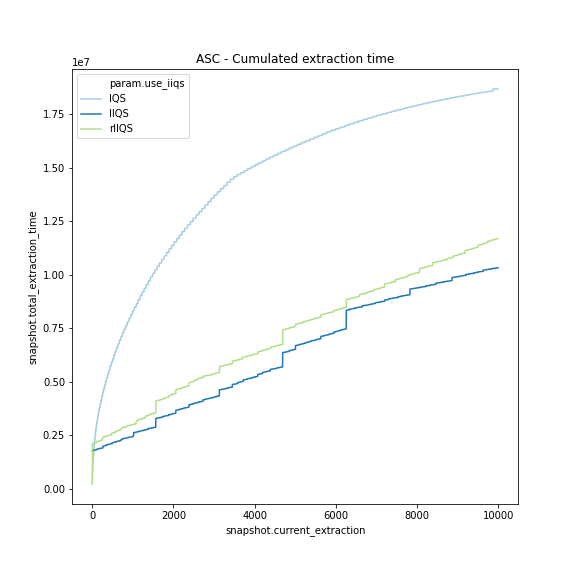 ASC - Cumulated extraction time
1e7
param.use_iiqs
IQS
IIQS
rIIQS
1.75
1.50
1.25
1.00
0.75
0.50
0.25
0.00
snapshot.total_extraction_time
0 2000 4000 6000 8000 10000
snapshot.current_extraction